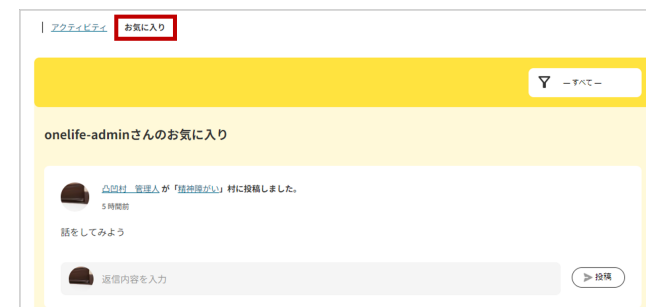 アクティビティ お気に入り
ーすべてー
onelife-adminさんのお気に入り
凸凹村 管理人 が「精神障がい」村に投稿しました。
5 時間前
話をしてみよう
返信内容を入力
投稿